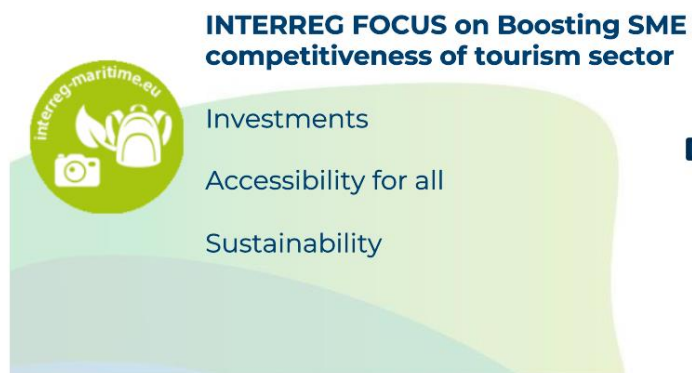 INTERREG FOCUS on Boosting SME
competitiveness of tourism sector
interreg-maritime.eu
Investments
Accessibility for all
Sustainability